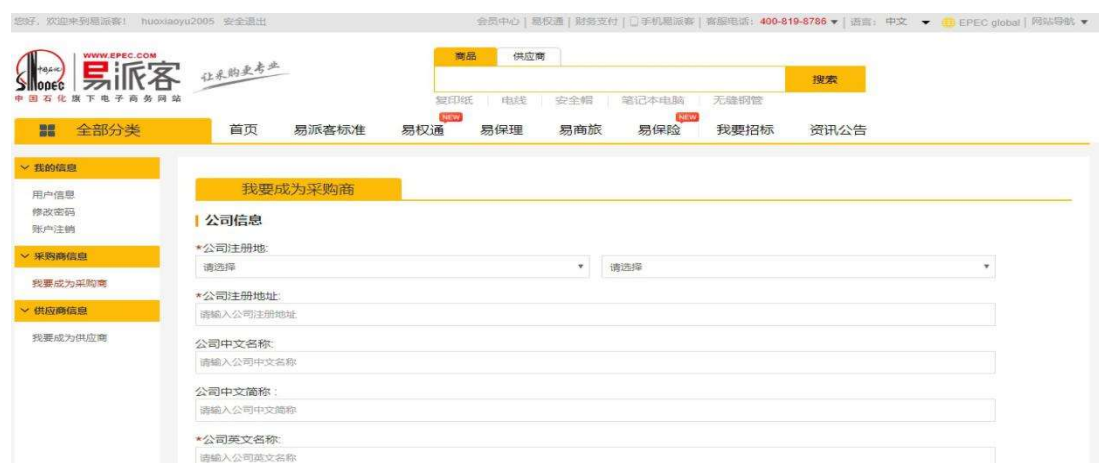 您好，欢迎来到易派客! huoxiaoyu2005 安全退出 会员中心 | 易权通 | 财务支付 | 手机易派客 | 客服电话：400-819-8786 ▼ | 语言： 中文 ▼ EPEC global | 网站导航 ▼
WWW.EPEC.COM
易派客 让采购更专业
SINOPEC
中国石化旗下电子商务网站
商品 供应商
搜索
复印纸 | 电线 | 安全帽 | 笔记本电脑 | 无缝钢管
NEW NEW
全部分类 首页 易派客标准 易权通 易保理 易商旅 易保险 我要招标 资讯公告
我的信息
用户信息
修改密码
账户注销
采购商信息
我要成为采购商
供应商信息
我要成为供应商
我要成为采购商
公司信息
*公司注册地:
请选择 ▼ 请选择 ▼
*公司注册地址:
请输入公司注册地址
公司中文名称:
请输入公司中文名称
公司中文简称 :
请输入公司中文简称
*公司英文名称:
请输入公司英文名称